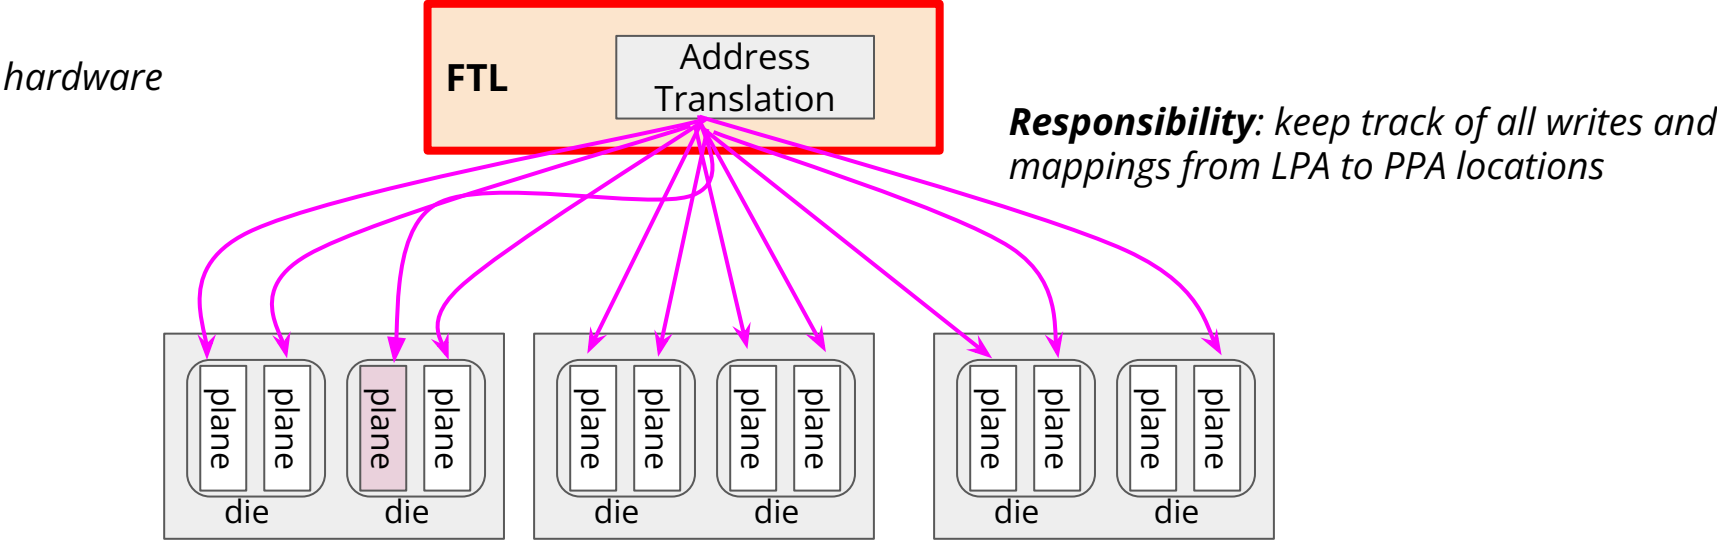 hardware
FTL
Address
Translation
Responsibility: keep track of all writes and
mappings from LPA to PPA locations
plane
plane
plane
plane
plane
plane
plane
plane
plane
plane
plane
plane
die
die
die
die
die
die